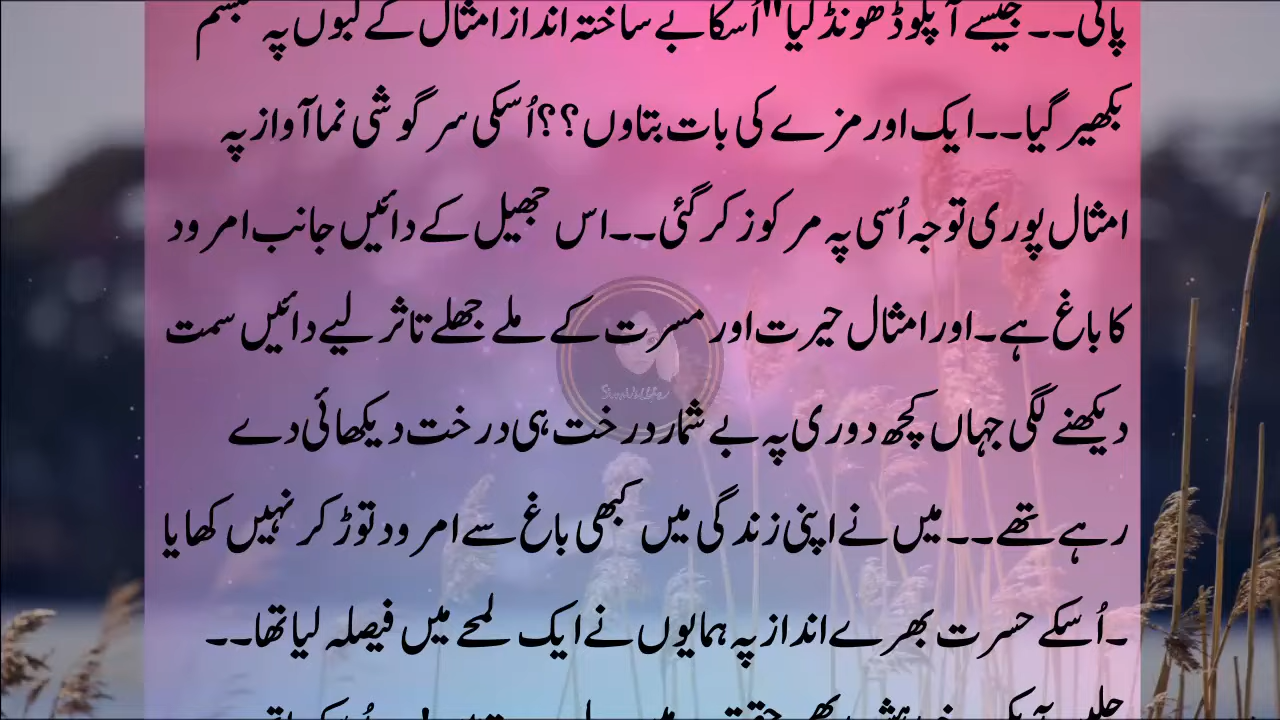 پائی۔۔جیسے آپکو ڈھونڈ لیا"اُسکا بے ساختہ انداز امثال کے لبوں پہ تبسم
بکھیر گیا۔۔ایک اور مزے کی بات بتاوں؟؟اُسکی سرگوشی نما آواز پہ
امثال پوری توجہ اُسی پہ مرکوز کر گئی۔۔اس جھیل کے دائیں جانب امرود
کا باغ ہے۔اور امثال حیرت اور مسرت کے ملے جھلے تاثر لیے دائیں سمت
دیکھنے لگی جہاں کچھ دوری پہ بے شمار درخت ہی درخت دیکھائی دے
رہے تھے۔۔میں نے اپنی زندگی میں کبھی باغ سے امرود توڑ کر نہیں کھایا
۔اُسکے حسرت بھرے انداز پہ ہمایوں نے ایک لمحے میں فیصلہ لیا تھا۔۔